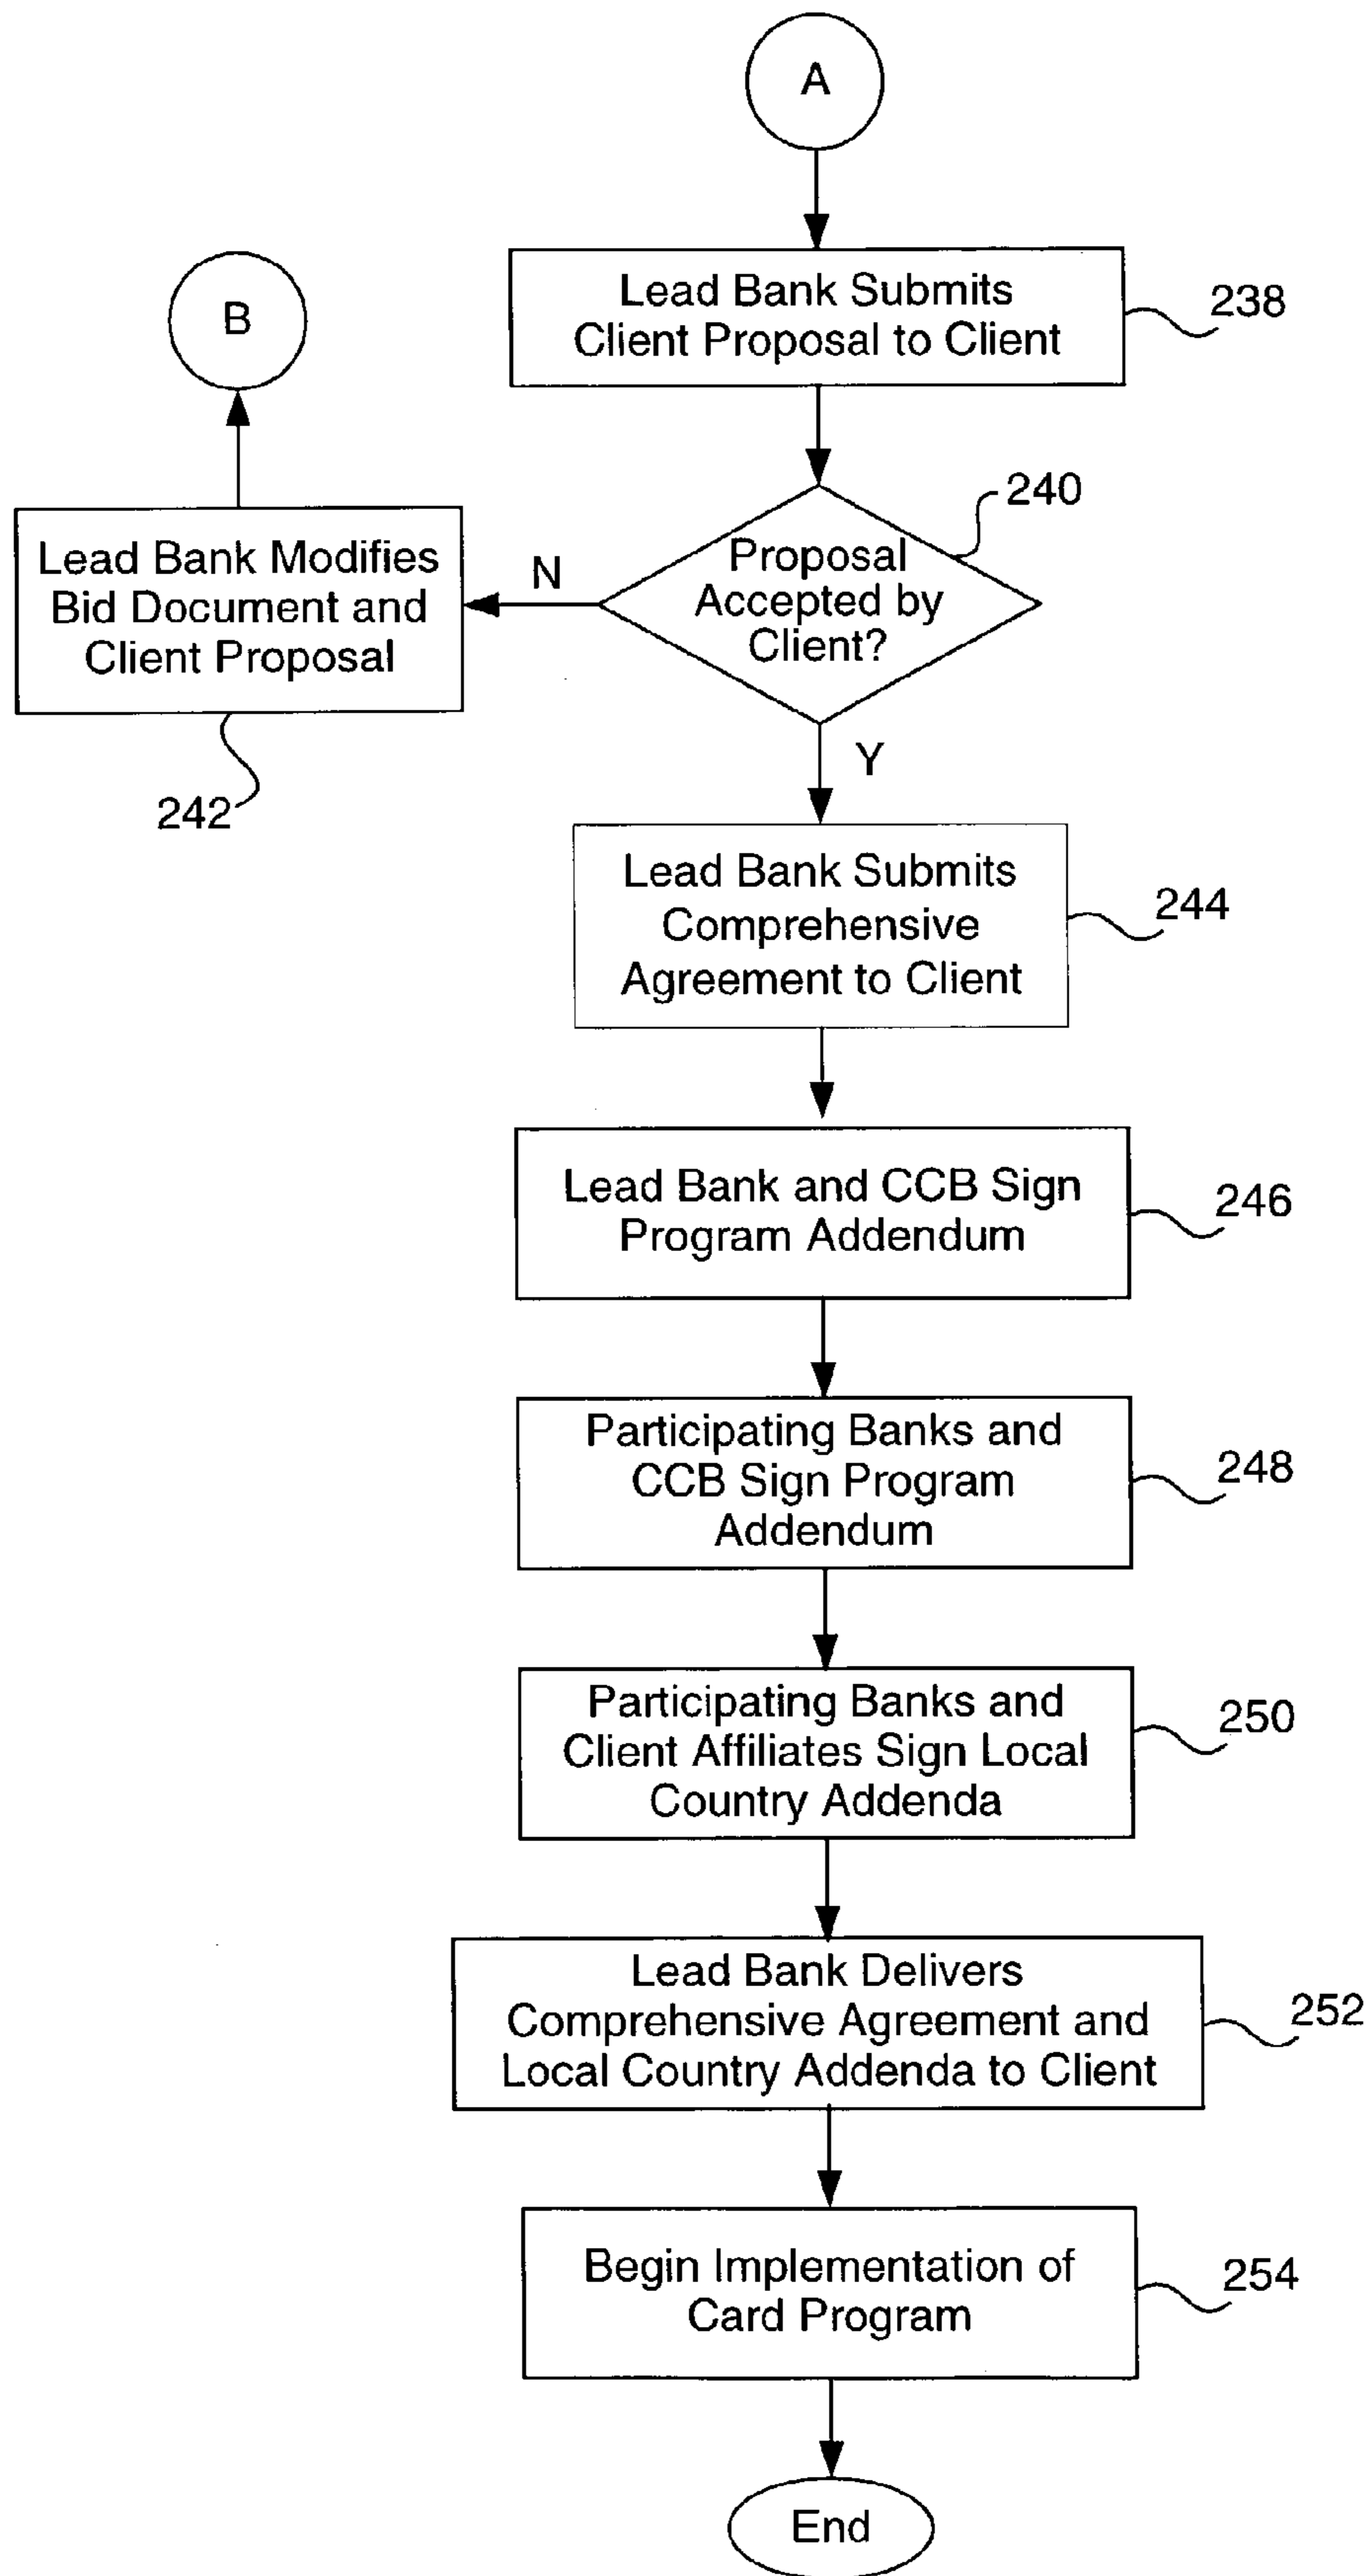 A
Lead Bank Submits
Client Proposal to Client
238
B
240
Proposal
Accepted by
Client?
N
Lead Bank Modifies
Bid Document and
Client Proposal
242
Y
Lead Bank Submits
Comprehensive
Agreement to Client
244
Lead Bank and CCB Sign
Program Addendum
246
Participating Banks and
CCB Sign Program
Addendum
248
Participating Banks and
Client Affiliates Sign Local
Country Addenda
250
Lead Bank Delivers
Comprehensive Agreement and
Local Country Addenda to Client
252
Begin Implementation of
Card Program
254
End